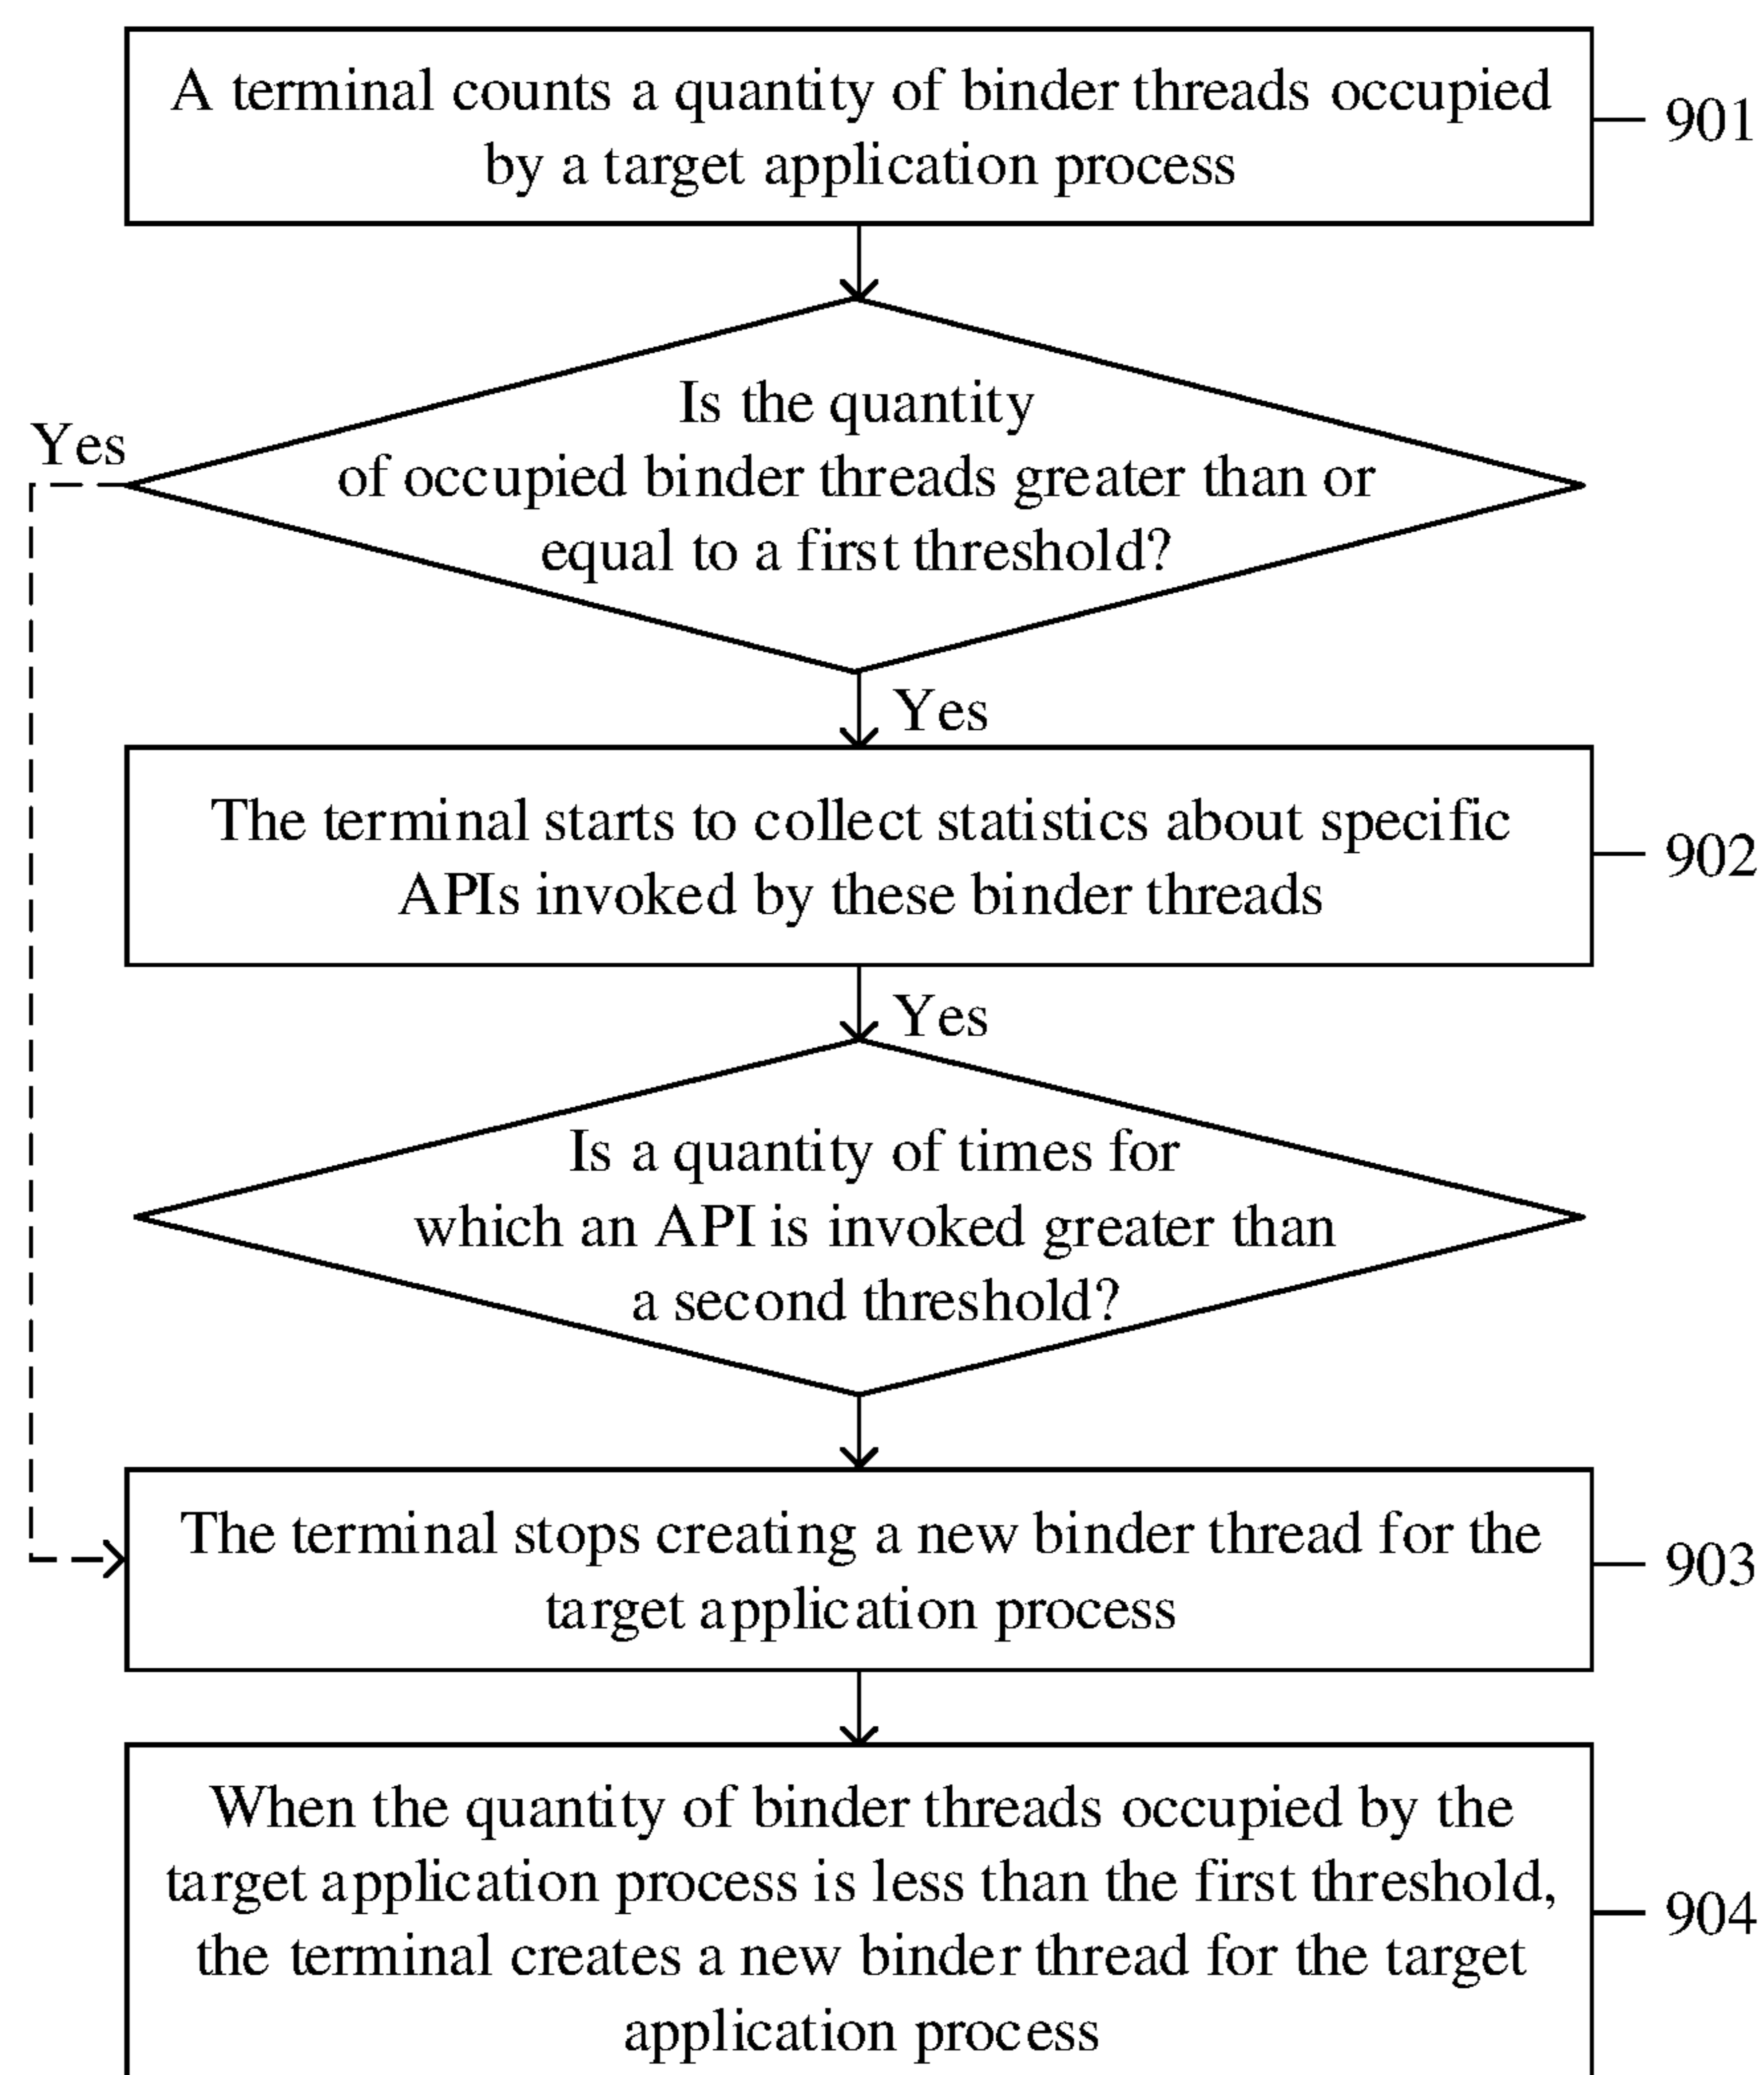 A terminal counts a quantity of binder threads occupied
by a target application process
901
Is the quantity
of occupied binder threads greater than or
equal to a first threshold?
Yes
Yes
The terminal starts to collect statistics about specific
APIs invoked by these binder threads
902
Yes
Is a quantity of times for
which an API is invoked greater than
a second threshold?
The terminal stops creating a new binder thread for the
target application process
903
When the quantity of binder threads occupied by the
target application process is less than the first threshold,
the terminal creates a new binder thread for the target
application process
904